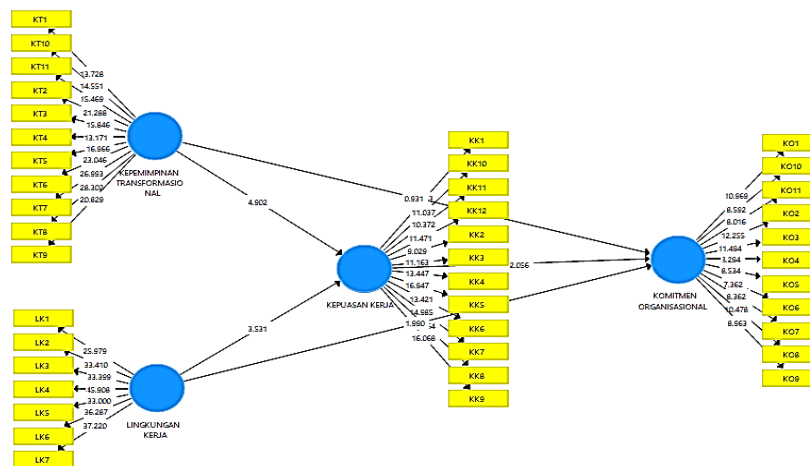 KT1
KT10
KT11
KT2
KT3
KT4
KT5
KT6
KT7
KT8
KT9
13.728
14.551
15.469
21.288
15.846
13.171
16.966
23.046
26.993
28.302
20.829
KEPEMIMPINAN
TRANSFORMASIO
NAL
4.902
LK1
LK2
LK3
LK4
LK5
LK6
LK7
25.979
33.410
33.399
45.908
33.000
36.287
37.220
LINGKUNGAN
KERJA
3.531
KEPUASAN KERJA
KK1
KK10
KK11
KK12
KK2
KK3
KK4
KK5
KK6
KK7
KK8
KK9
0.931
11.037
10.372
11.471
9.029
11.163
13.447
16.947
13.421
14.985
1.990
16.068
2.056
KOMITMEN
ORGANISASIONAL
KO1
KO10
KO11
KO2
KO3
KO4
KO5
KO6
KO7
KO8
KO9
10.969
8.592
8.016
12.255
11.494
3.294
8.534
7.362
8.362
10.478
8.963